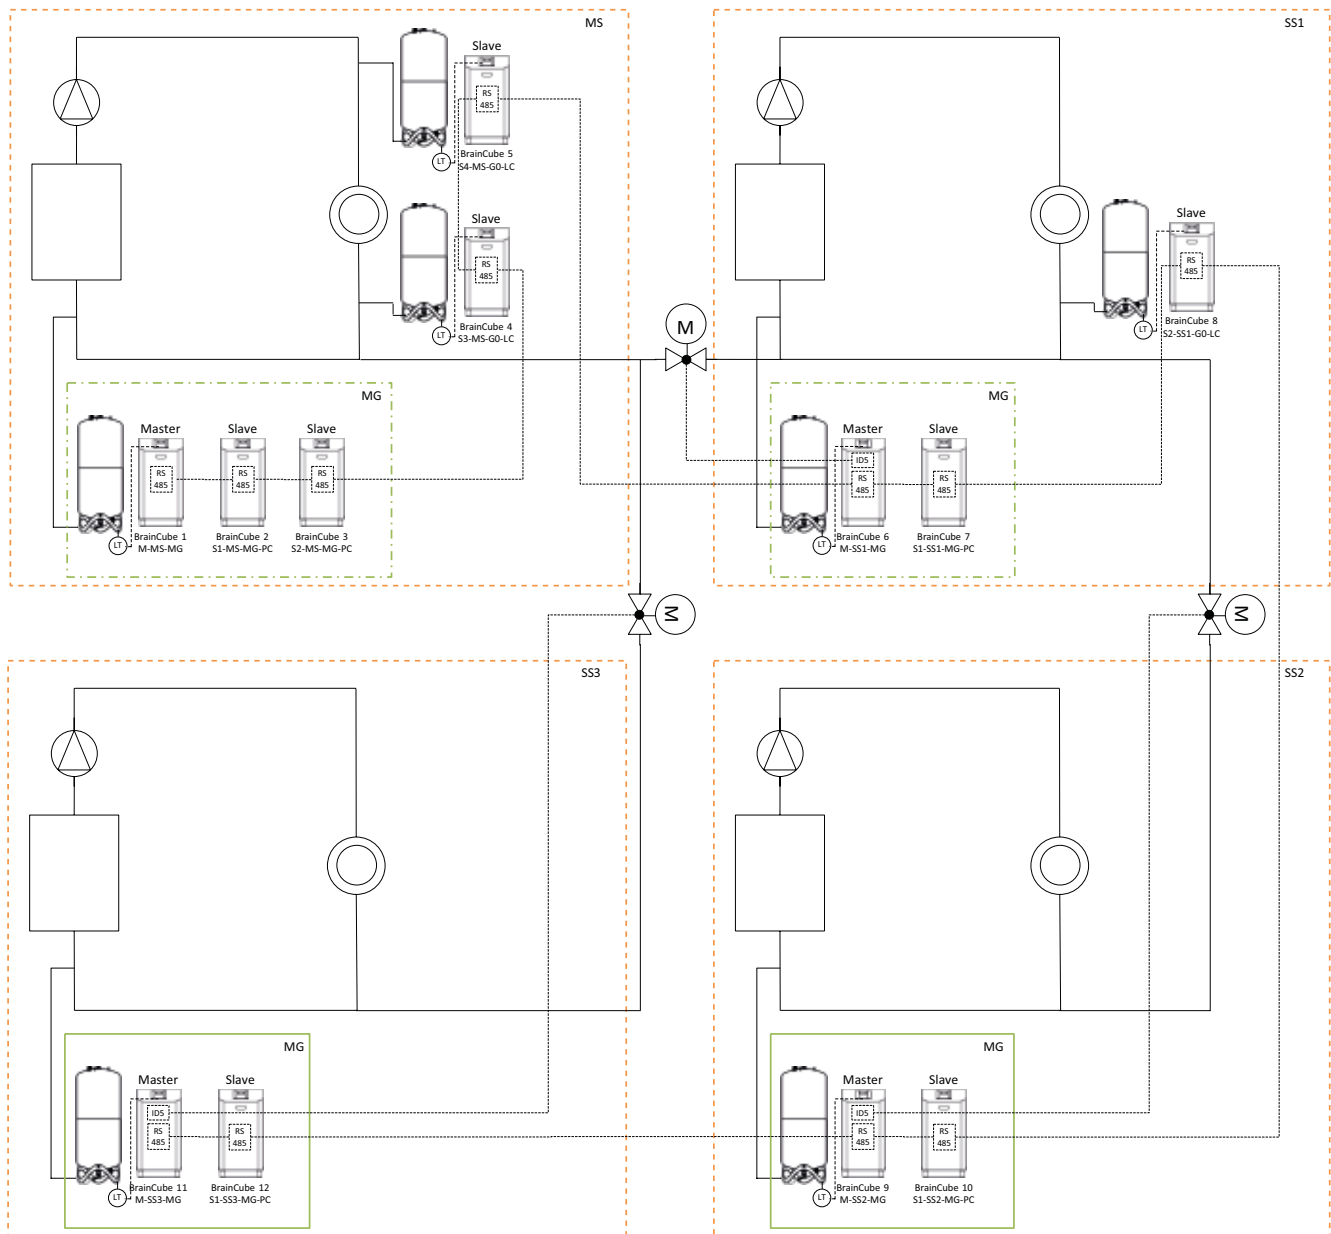 MS
Slave
RS
485
LT
BrainCube 5
S4-MS-G0-LC
Slave
RS
485
LT
BrainCube 4
S3-MS-G0-LC
MG
Master
Slave
Slave
RS
485
RS
485
RS
485
LT
BrainCube 1
M-MS-MG
BrainCube 2
S1-MS-MG-PC
BrainCube 3
S2-MS-MG-PC
M
SS1
Slave
RS
485
LT
BrainCube 8
S2-SS1-G0-LC
MG
Master
Slave
ID5
RS
485
RS
485
LT
BrainCube 6
M-SS1-MG
BrainCube 7
S1-SS1-MG-PC
M
M
SS3
MG
Master
Slave
ID5
RS
485
RS
485
LT
BrainCube 11
M-SS3-MG
BrainCube 12
S1-SS3-MG-PC
SS2
MG
Master
Slave
ID5
RS
485
RS
485
LT
BrainCube 9
M-SS2-MG
BrainCube 10
S1-SS2-MG-PC